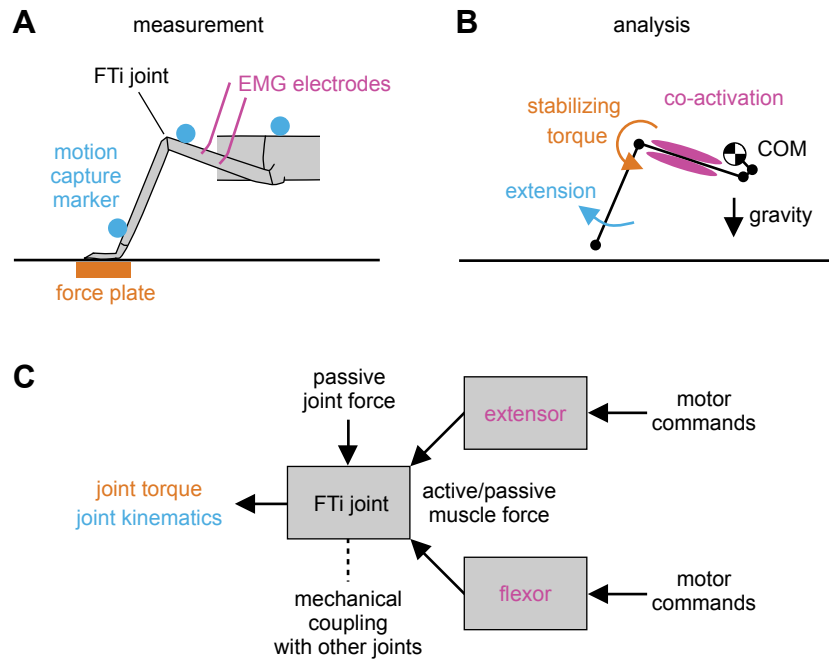 A
measurement
FTi joint
EMG electrodes
motion
capture
marker
force plate
B
analysis
stabilizing
torque
co-activation
COM
extension
gravity
C
passive
joint force
extensor
motor
commands
joint torque
joint kinematics
FTi joint
active/passive
muscle force
mechanical
coupling
with other joints
flexor
motor
commands